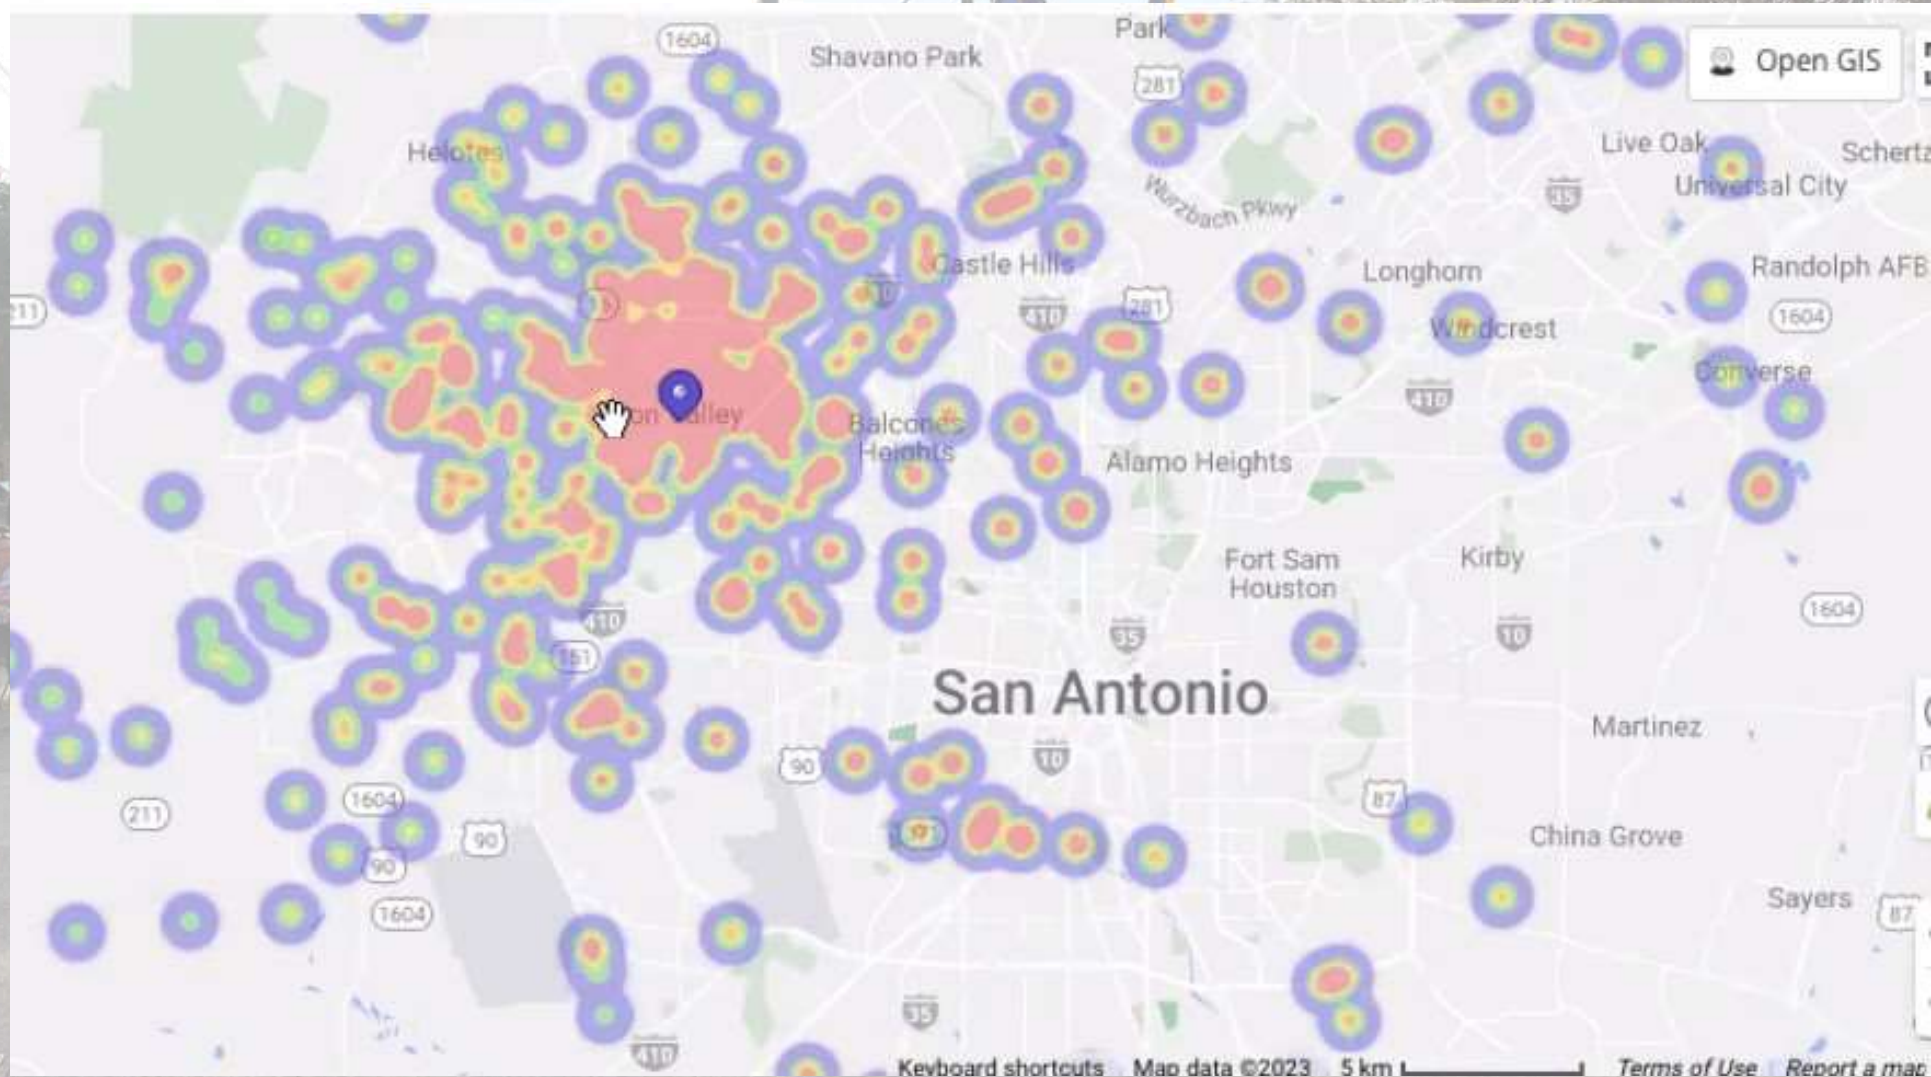 Park
1604
Shavano Park
281
Open GIS
Live Oak
Helotes
Schertz
Universal City
35
Wurzbach Pkwy
Castle Hills
Longhorn
Randolph AFB
10
211
410
281
1604
Windcrest
Converse
410
Valley
Balcones
Heights
Alamo Heights
Fort Sam
Houston
Kirby
410
35
10
1604
151
San Antonio
Martinez
90
10
211
1604
90
87
China Grove
90
1604
Sayers
87
35
410
Keyboard shortcuts
Map data ©2023
5 km
Terms of Use
Report a map